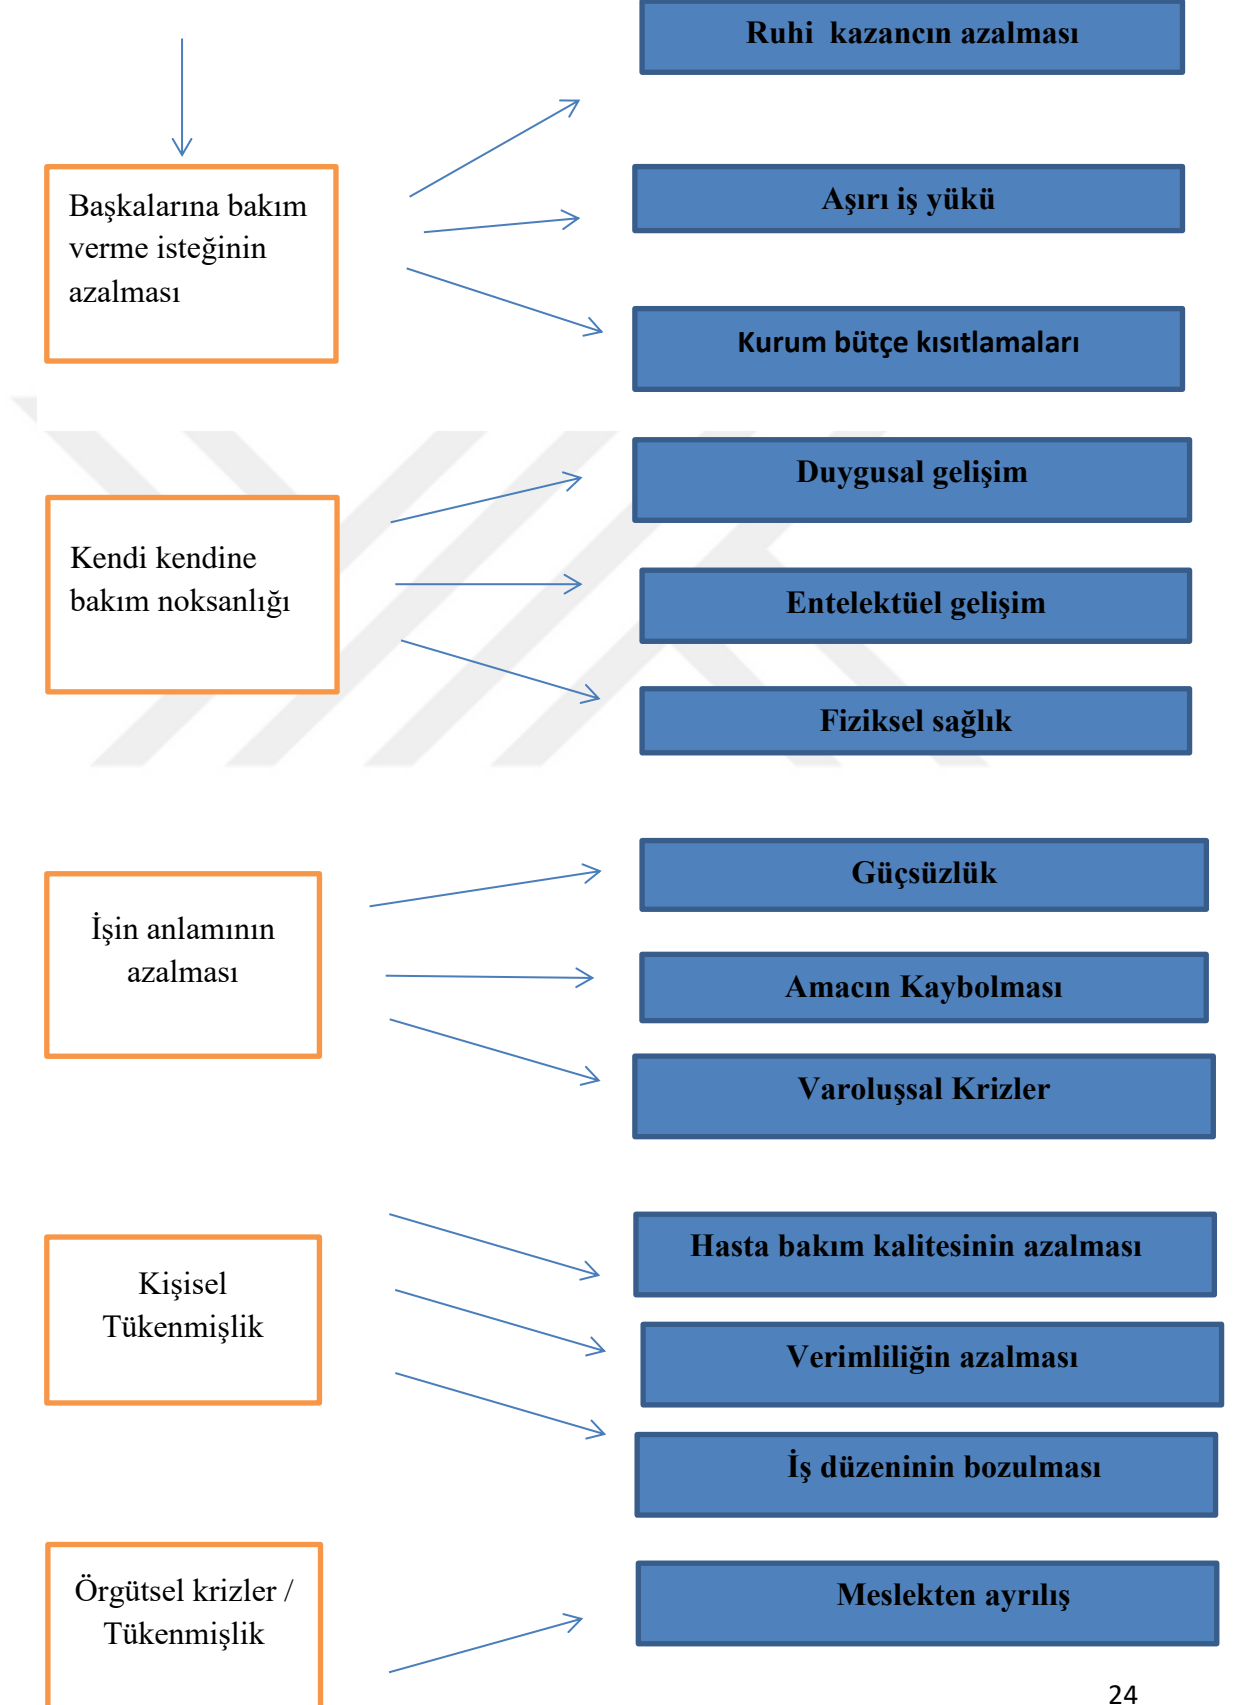 Ruhi kazancın azalması
Başkalarına bakım
verme isteğinin
azalması
Aşırı iş yükü
Kurum bütçe kısıtlamaları
Duygusal gelişim
Kendi kendine
bakım noksanlığı
Entelektüel gelişim
Fiziksel sağlık
Güçsüzlük
İşin anlamının
azalması
Amacın Kaybolması
Varoluşsal Krizler
Hasta bakım kalitesinin azalması
Kişisel
Tükenmişlik
Verimliliğin azalması
İş düzeninin bozulması
Örgütsel krizler /
Tükenmişlik
Meslekten ayrılış
24